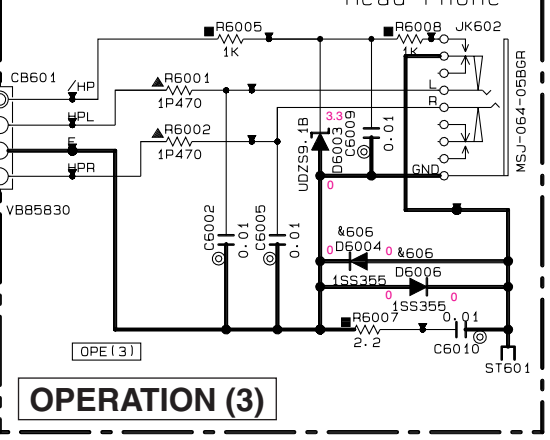 Head Phone
R6005
1K
R6008
1K
JK602
CB601
/HP
R6001
1P470
L
HPL
R
R6002
1P470
E
HPR
VB85830
3.3
UDZS9.1B
D6003
C6009
0.01
0
GND
MSJ-064-05BGR
C6002
0.01
C6005
0.01
&606
0
D6004
0
&606
1SS355
D6006
0
0
1SS355
R6007
2.2
0.01
C6010
ST601
OPE(3)
OPERATION (3)